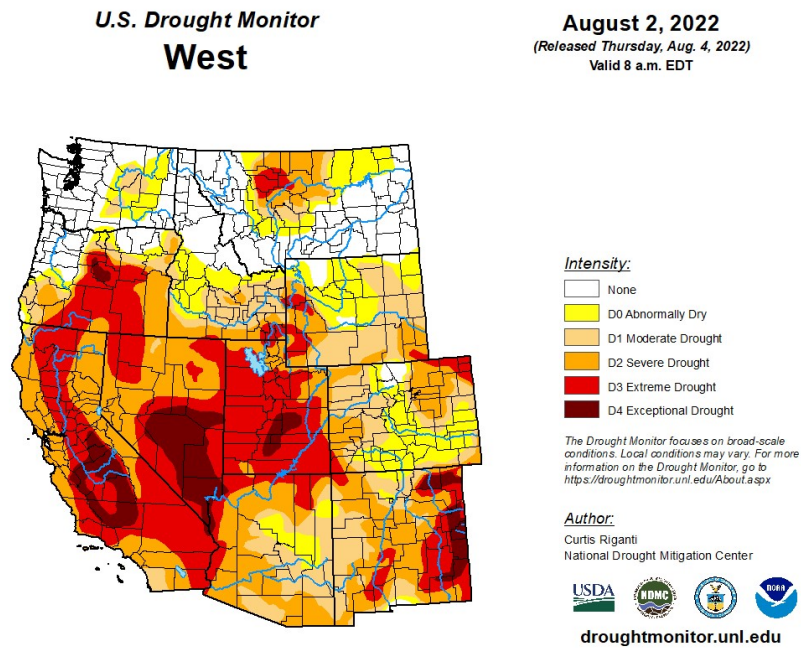 U.S. Drought Monitor
West
August 2, 2022
(Released Thursday, Aug. 4, 2022)
Valid 8 a.m. EDT
Intensity:
None
D0 Abnormally Dry
D1 Moderate Drought
D2 Severe Drought
D3 Extreme Drought
D4 Exceptional Drought
The Drought Monitor focuses on broad-scale
conditions. Local conditions may vary. For more
information on the Drought Monitor, go to
https://droughtmonitor.unl.edu/About.aspx
Author:
Curtis Riganti
National Drought Mitigation Center
USDA
NDMC
NOAA
droughtmonitor.unl.edu